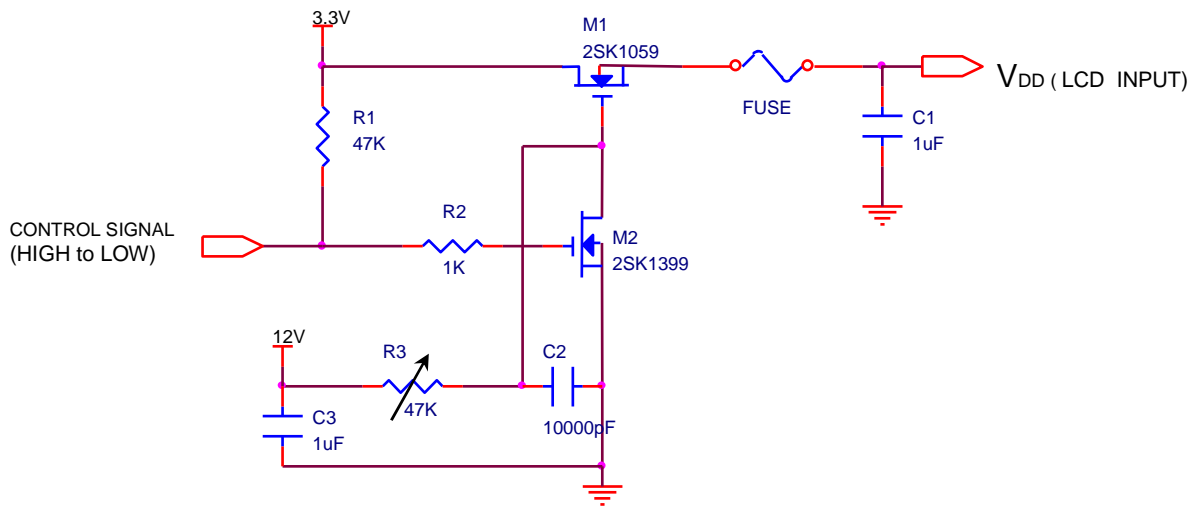 3.3V
M1
2SK1059
FUSE
VDD ( LCD INPUT)
R1
47K
C1
1uF
CONTROL SIGNAL
(HIGH to LOW)
R2
1K
M2
2SK1399
12V
R3
47K
C2
10000pF
C3
1uF